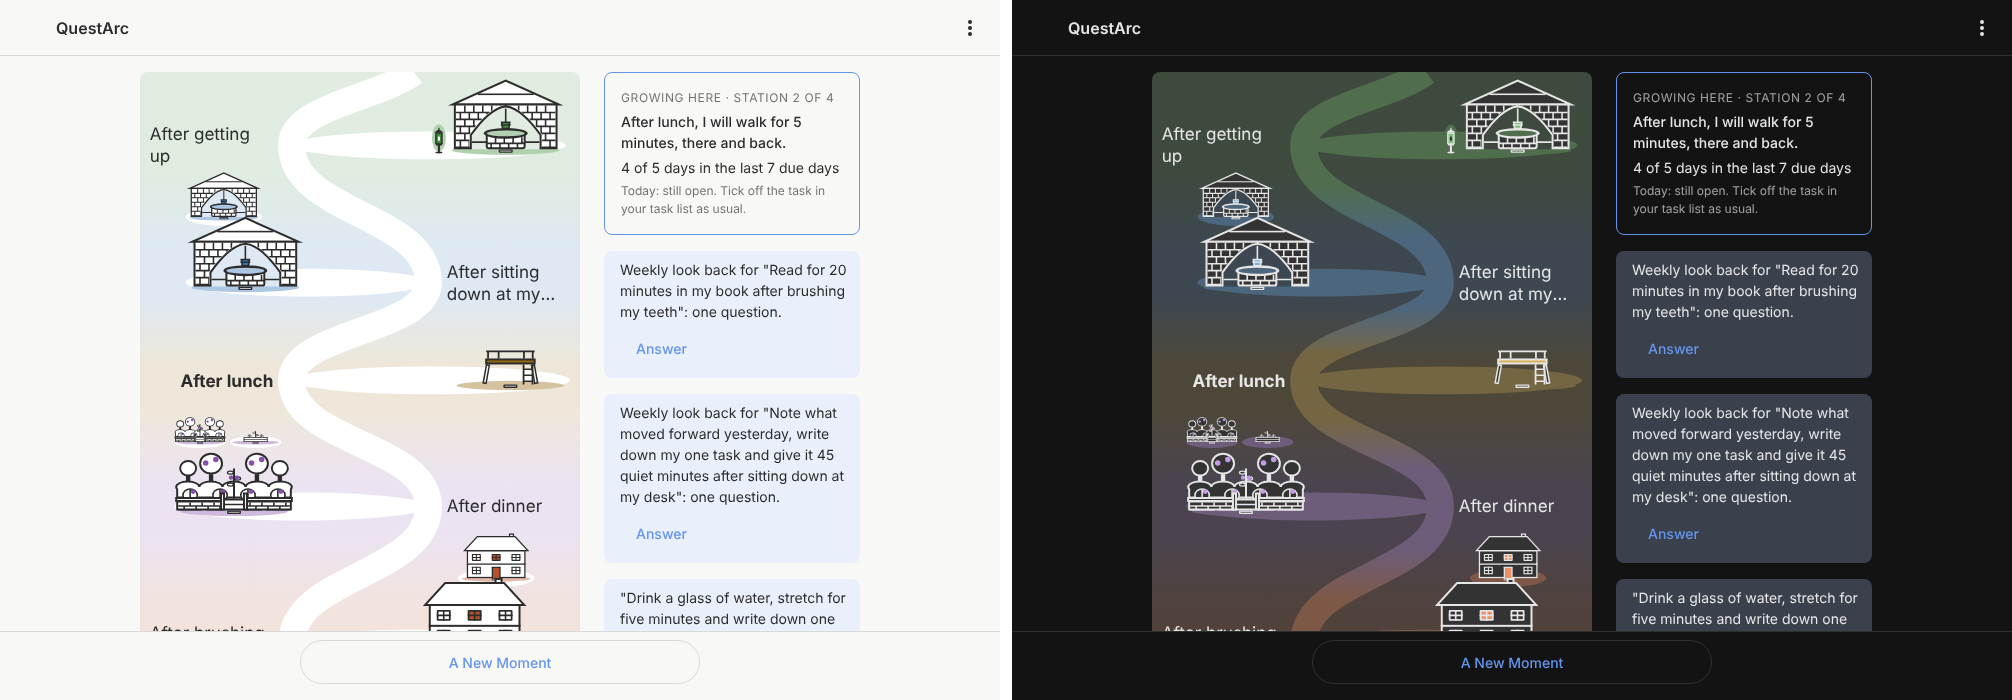 QuestArc
After getting
up
After sitting
down at my...
After lunch
After dinner
After brushing
GROWING HERE · STATION 2 OF 4
After lunch, I will walk for 5
minutes, there and back.
4 of 5 days in the last 7 due days
Today: still open. Tick off the task in
your task list as usual.
Weekly look back for "Read for 20
minutes in my book after brushing
my teeth": one question.
Answer
Weekly look back for "Note what
moved forward yesterday, write
down my one task and give it 45
quiet minutes after sitting down at
my desk": one question.
Answer
"Drink a glass of water, stretch for
five minutes and write down one
A New Moment
QuestArc
After getting
up
After sitting
down at my...
After lunch
After dinner
After brushing
GROWING HERE · STATION 2 OF 4
After lunch, I will walk for 5
minutes, there and back.
4 of 5 days in the last 7 due days
Today: still open. Tick off the task in
your task list as usual.
Weekly look back for "Read for 20
minutes in my book after brushing
my teeth": one question.
Answer
Weekly look back for "Note what
moved forward yesterday, write
down my one task and give it 45
quiet minutes after sitting down at
my desk": one question.
Answer
"Drink a glass of water, stretch for
five minutes and write down one
A New Moment